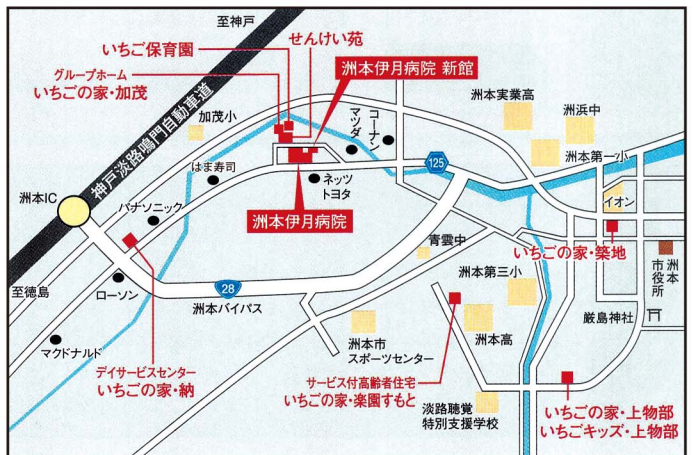 至神戸
いちご保育園
せんけい苑
グループホーム
いちごの家・加茂
洲本伊月病院 新館
神戸淡路鳴門自動車道
加茂小
マツダ
コーナン
洲本実業高
洲浜中
洲本第一小
はま寿司
125
洲本IC
パナソニック
ネッツ
トヨタ
洲本伊月病院
イオン
いちごの家・築地
青雲中
洲本
市役所
至徳島
ローソン
28
洲本バイパス
洲本第三小
厳島神社
マクドナルド
洲本市
スポーツセンター
洲本高
デイサービスセンター
いちごの家・納
サービス付高齢者住宅
いちごの家・楽園すもと
淡路聴覚
特別支援学校
いちごの家・上物部
いちごキッズ・上物部